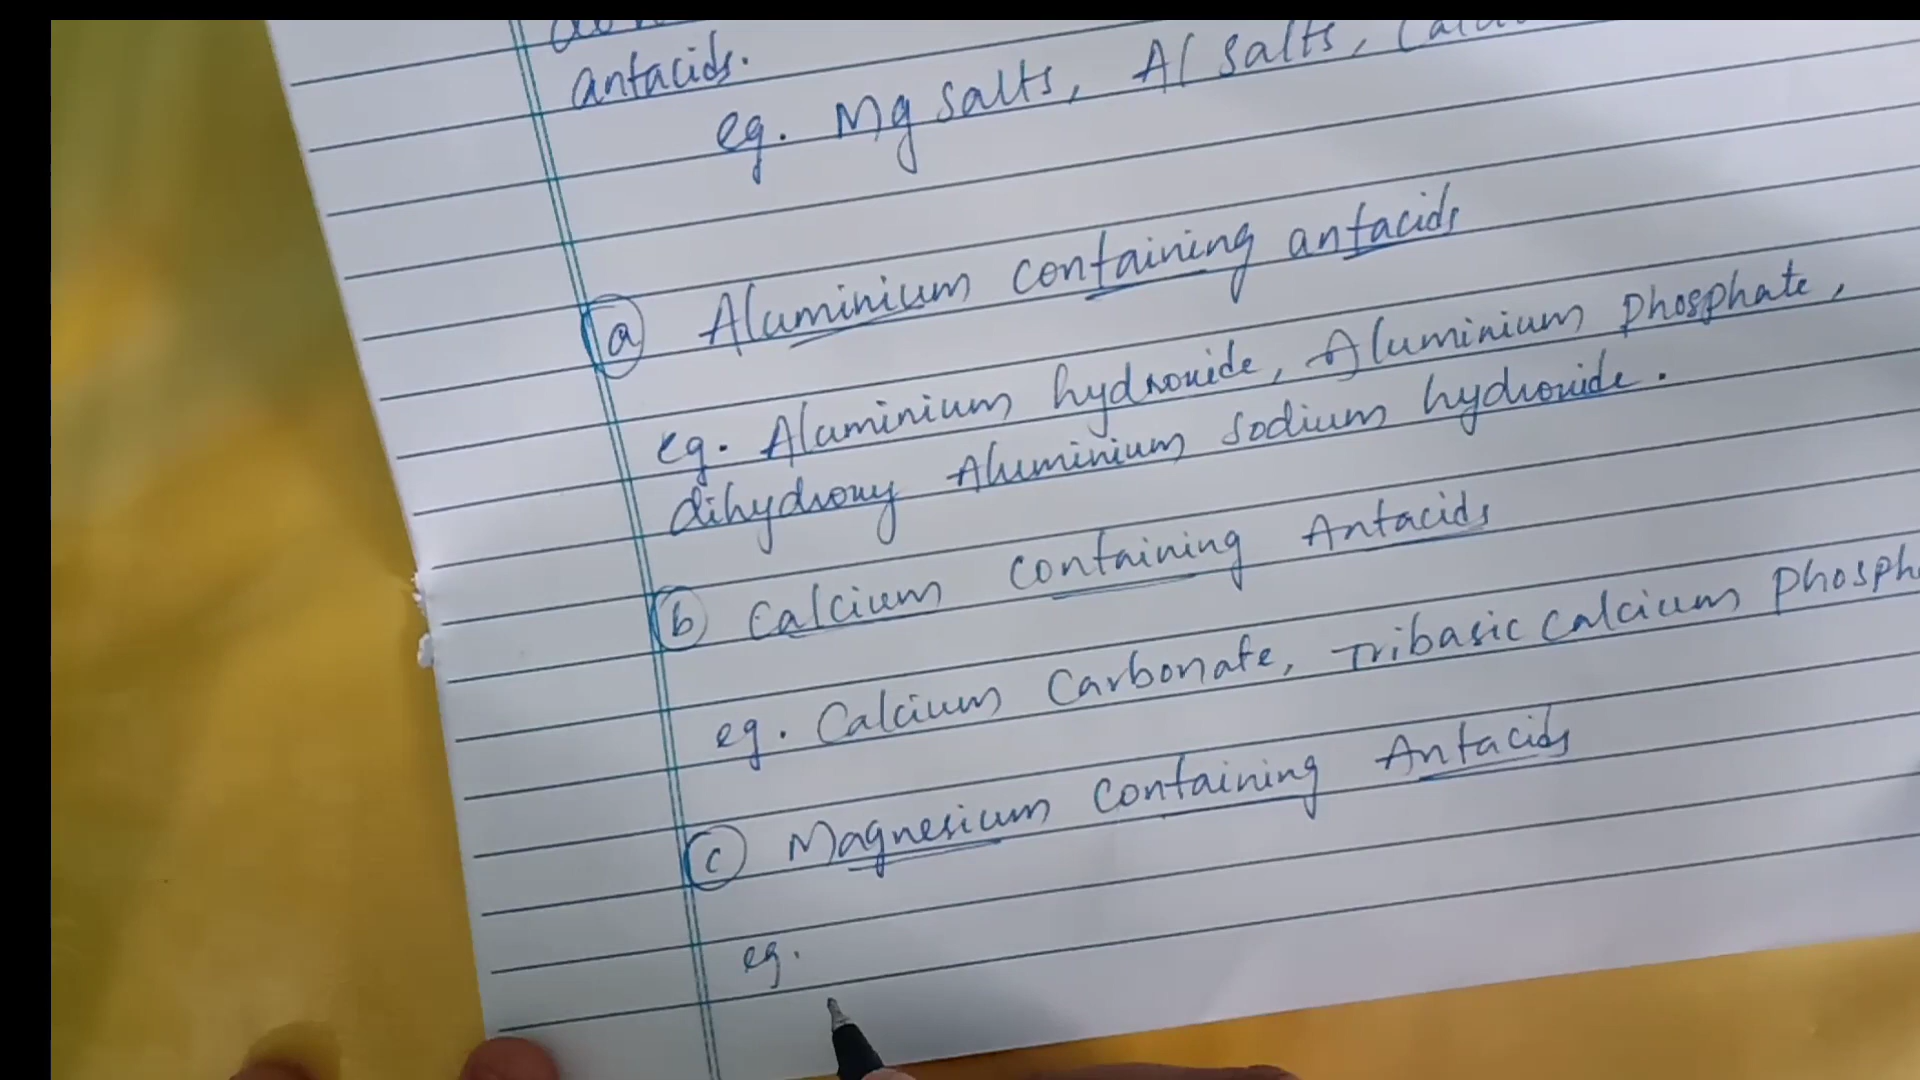 antacids.
eg. Mg salts, Al salts,
(a) Aluminium containing antacids
eg. Aluminium hydroxide, Aluminium phosphate,
dihydroxy Aluminium sodium hydroxide.
(b) Calcium containing Antacids
eg. Calcium Carbonate, Tribasic Calcium phosph
(c) Magnesium containing Antacids
eg.